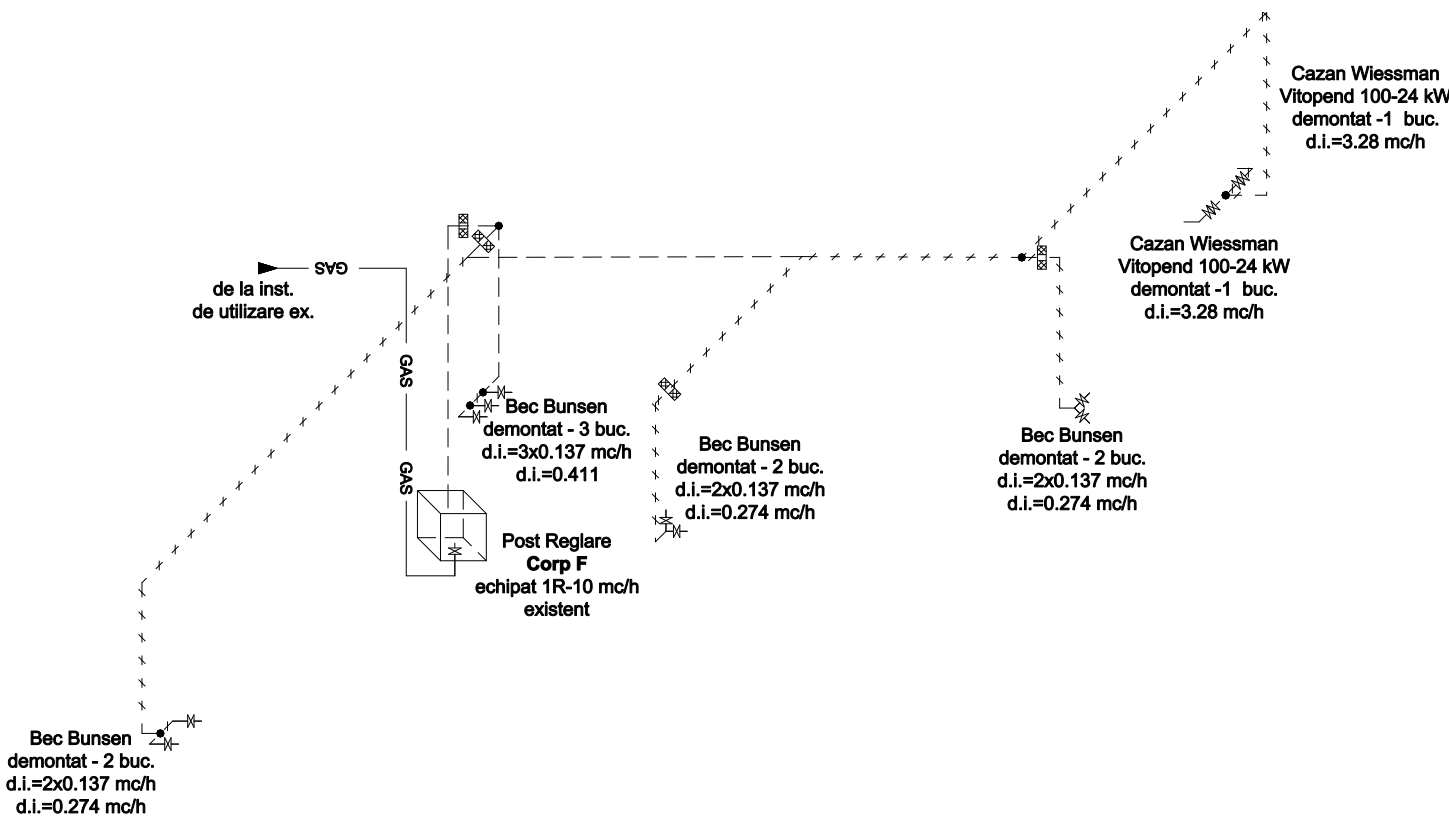 Cazan Wiessman
Vitopend 100-24 kW
demontat -1 buc.
d.i.=3.28 mc/h
Cazan Wiessman
Vitopend 100-24 kW
demontat -1 buc.
d.i.=3.28 mc/h
GAS
de la inst.
de utilizare ex.
GAS
GAS
Bec Bunsen
demontat - 3 buc.
d.i.=3x0.137 mc/h
d.i.=0.411
Bec Bunsen
demontat - 2 buc.
d.i.=2x0.137 mc/h
d.i.=0.274 mc/h
Bec Bunsen
demontat - 2 buc.
d.i.=2x0.137 mc/h
d.i.=0.274 mc/h
Post Reglare
Corp F
echipat 1R-10 mc/h
existent
Bec Bunsen
demontat - 2 buc.
d.i.=2x0.137 mc/h
d.i.=0.274 mc/h